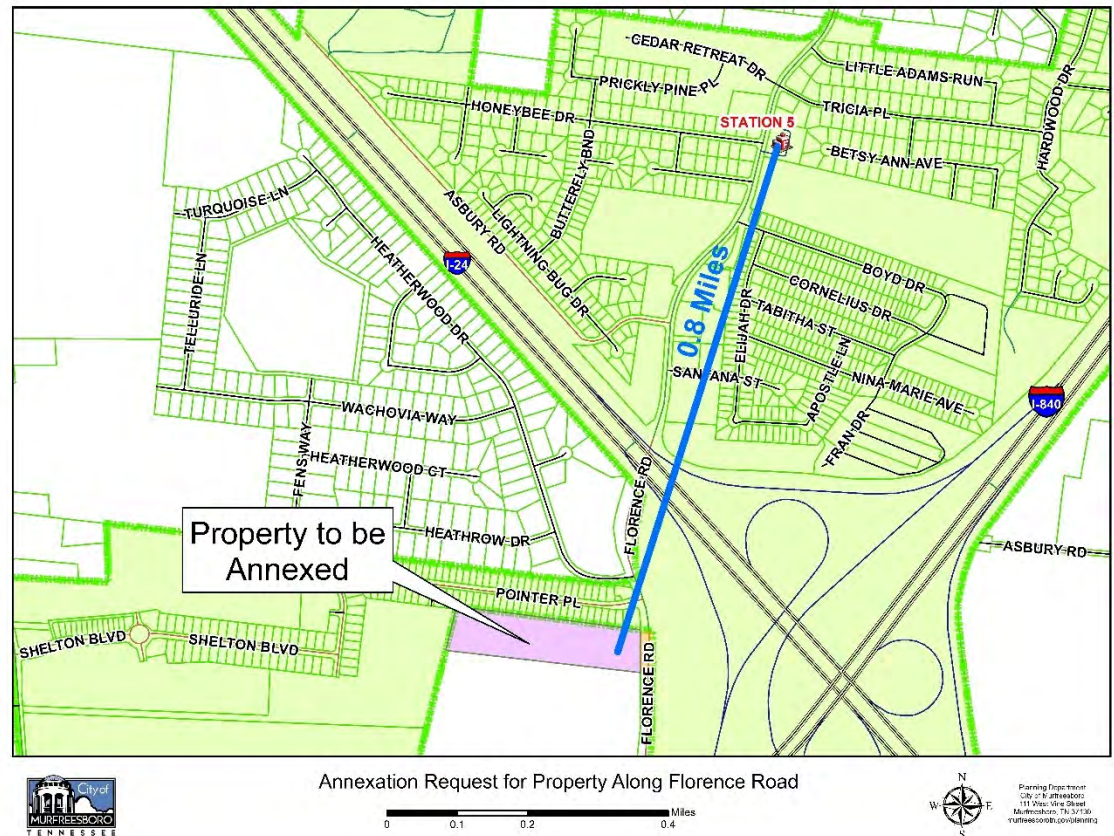 CEDAR RETREAT DR
LITTLE ADAMS RUN
PRICKLY PINE PL
HARDWOOD DR
HONEYBEE DR
TRICIA PL
STATION 5
BUTTERFLY BND
BETSY ANN AVE
TURQUOISE LN
ASBURY RD
LIGHTNING BUG DR
I-24
HEATHERWOOD DR
BOYD DR
TELLURIDE LN
0.8 Miles
CORNELIUS DR
ELIJAH DR
TABITHA ST
APOSTLE LN
SANTANA ST
NINA MARIE AVE
I-840
WACHOVIA WAY
FRAN DR
FENS WAY
HEATHERWOOD CT
FLORENCE RD
HEATHROW DR
ASBURY RD
Property to be
Annexed
POINTER PL
SHELTON BLVD
SHELTON BLVD
FLORENCE RD
Annexation Request for Property Along Florence Road
Miles
0 0.1 0.2 0.4
City of
MURFREESBORO
TENNESSEE
N
W E
S
Planning Department
City of Murfreesboro
111 West Vine Street
Murfreesboro, TN 37130
murfreesborotn.gov/planning